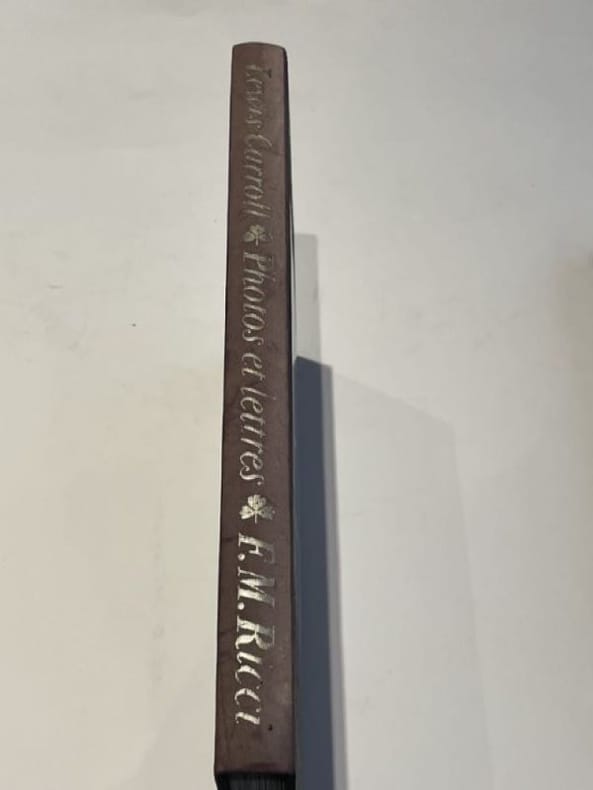 Lewis Carroll ☘ Photos et lettres ☘ F. M. Ricci